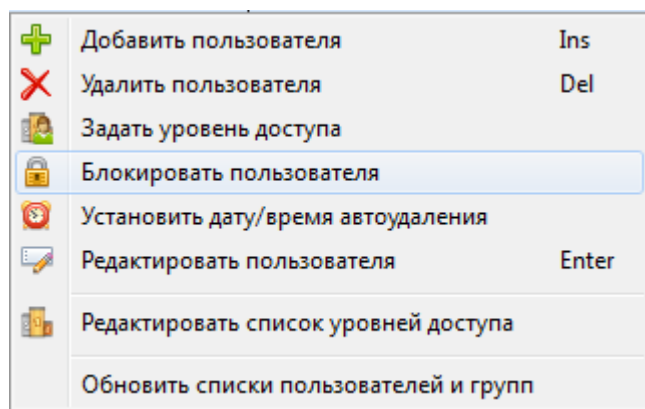 Добавить пользователя Ins
Удалить пользователя Del
Задать уровень доступа
Блокировать пользователя
Установить дату/время автоудаления
Редактировать пользователя Enter
Редактировать список уровней доступа
Обновить списки пользователей и групп